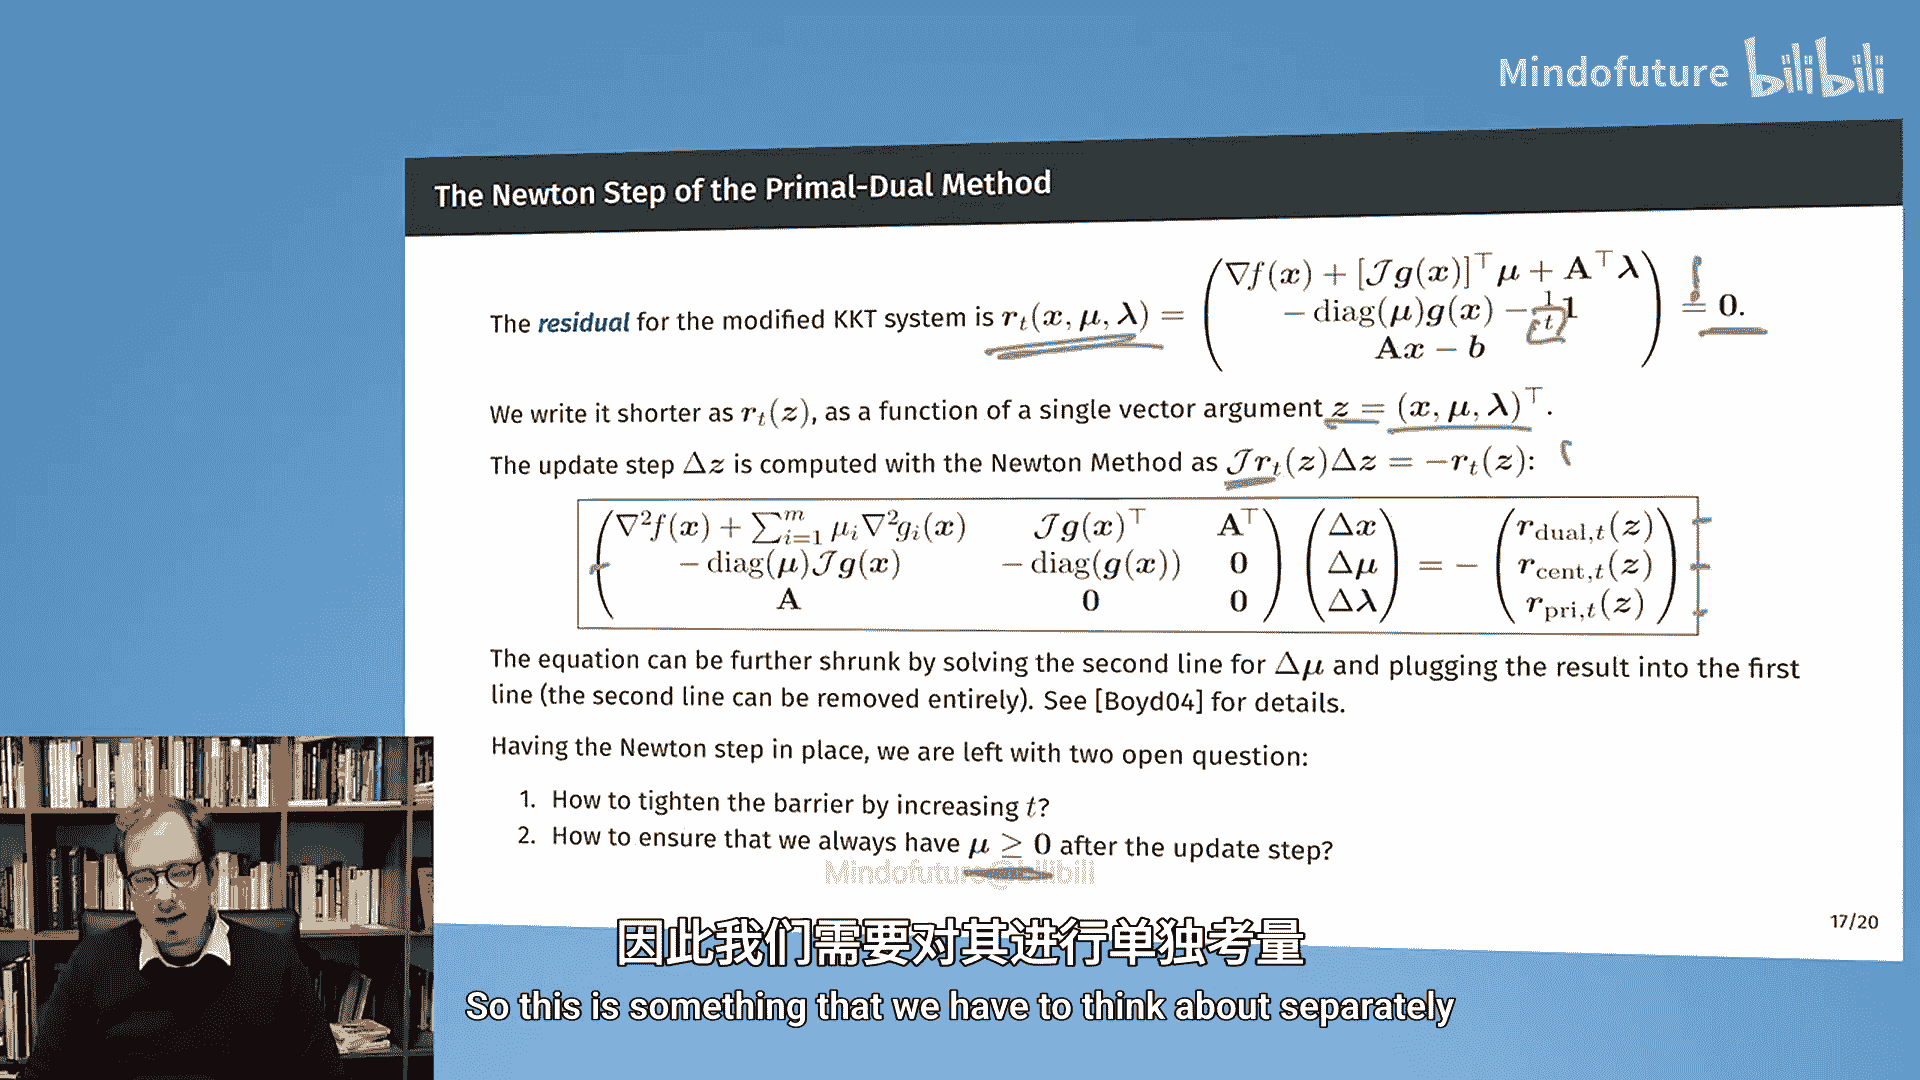 Mindofuture bilibili
The Newton Step of the Primal-Dual Method
The residual for the modified KKT system is r_t(x, μ, λ) = ( ∇f(x) + [𝒥g(x)]^⊤ μ + A^⊤ λ
− diag(μ)g(x) − 1/t 1
Ax − b ) = 0.
We write it shorter as r_t(z), as a function of a single vector argument z = (x, μ, λ)^⊤.
The update step Δz is computed with the Newton Method as 𝒥r_t(z)Δz = −r_t(z):
( ∇²f(x) + ∑_{i=1}^m μ_i ∇²g_i(x) 𝒥g(x)^⊤ A^⊤ ) ( Δx ) ( r_{dual,t}(z) )
( − diag(μ)𝒥g(x) − diag(g(x)) 0 ) ( Δμ ) = − ( r_{cent,t}(z) )
( A 0 0 ) ( Δλ ) ( r_{pri,t}(z) )
The equation can be further shrunk by solving the second line for Δμ and plugging the result into the first
line (the second line can be removed entirely). See [Boyd04] for details.
Having the Newton step in place, we are left with two open question:
1. How to tighten the barrier by increasing t?
2. How to ensure that we always have μ ≥ 0 after the update step?
Mindofuture@bilibili
17/20
因此我们需要对其进行单独考量
So this is something that we have to think about separately